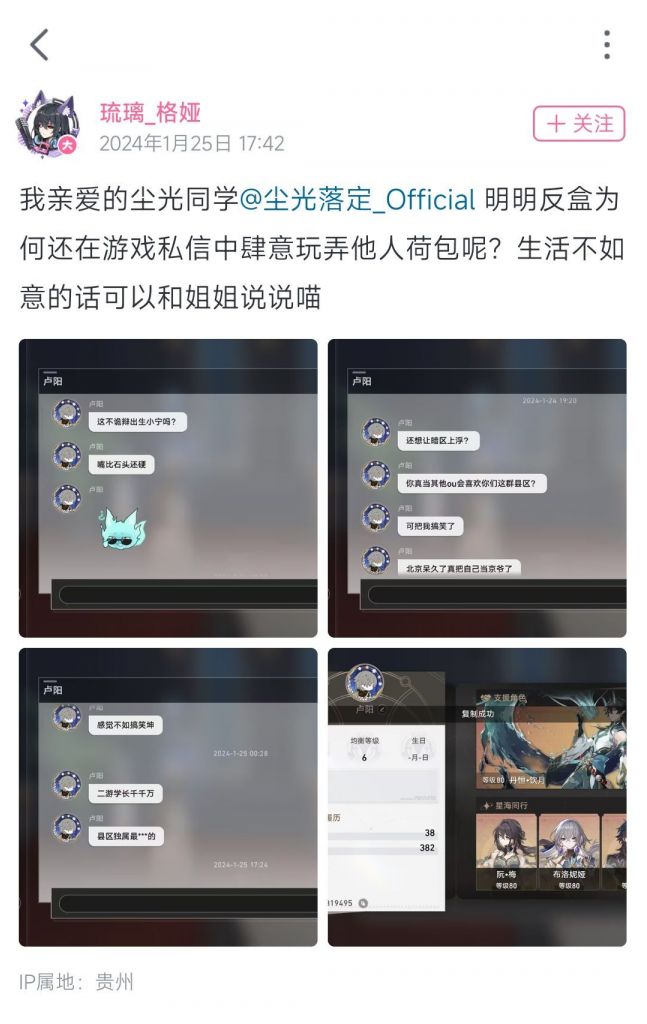 琉璃_格娅
2024年1月25日 17:42
+ 关注
大
我亲爱的尘光同学@尘光落定_Official 明明反盒为
何还在游戏私信中肆意玩弄他人荷包呢？生活不如
意的话可以和姐姐说说喵
卢阳
卢阳
这不诡辩出生小宁吗？
卢阳
嘴比石头还硬
卢阳
卢阳
2024-1-24 19:20
卢阳
还想让暗区上浮？
卢阳
你真当其他ou会喜欢你们这群县区？
卢阳
可把我搞笑了
卢阳
北京呆久了真把自己当京爷了
卢阳
卢阳
感觉不如搞笑坤
2024-1-25 00:28
卢阳
二游学长千千万
卢阳
县区独属最***的
2024-1-25 17:24
卢阳
均衡等级
6
生日
-月-日
履历
38
382
19495
支援角色
复制成功
等级80 丹恒•饮月
星海同行
阮•梅
等级80
布洛妮娅
等级80
IP属地：贵州